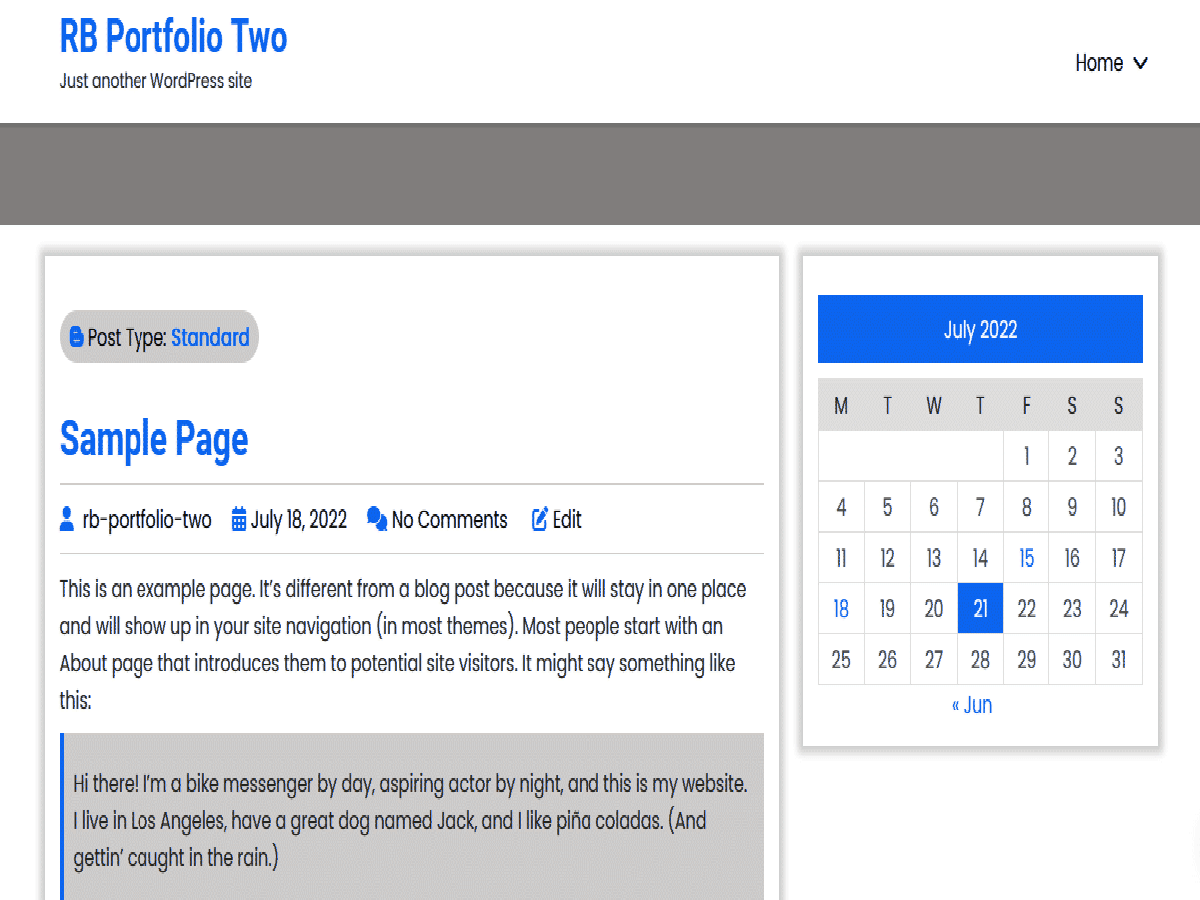 RB Portfolio Two
Just another WordPress site
Home
Post Type: Standard
Sample Page
rb-portfolio-two July 18, 2022 No Comments Edit
This is an example page. It’s different from a blog post because it will stay in one place
and will show up in your site navigation (in most themes). Most people start with an
About page that introduces them to potential site visitors. It might say something like
this:
Hi there! I’m a bike messenger by day, aspiring actor by night, and this is my website.
I live in Los Angeles, have a great dog named Jack, and I like piña coladas. (And
gettin’ caught in the rain.)
July 2022
M T W T F S S
1 2 3
4 5 6 7 8 9 10
11 12 13 14 15 16 17
18 19 20 21 22 23 24
25 26 27 28 29 30 31
« Jun